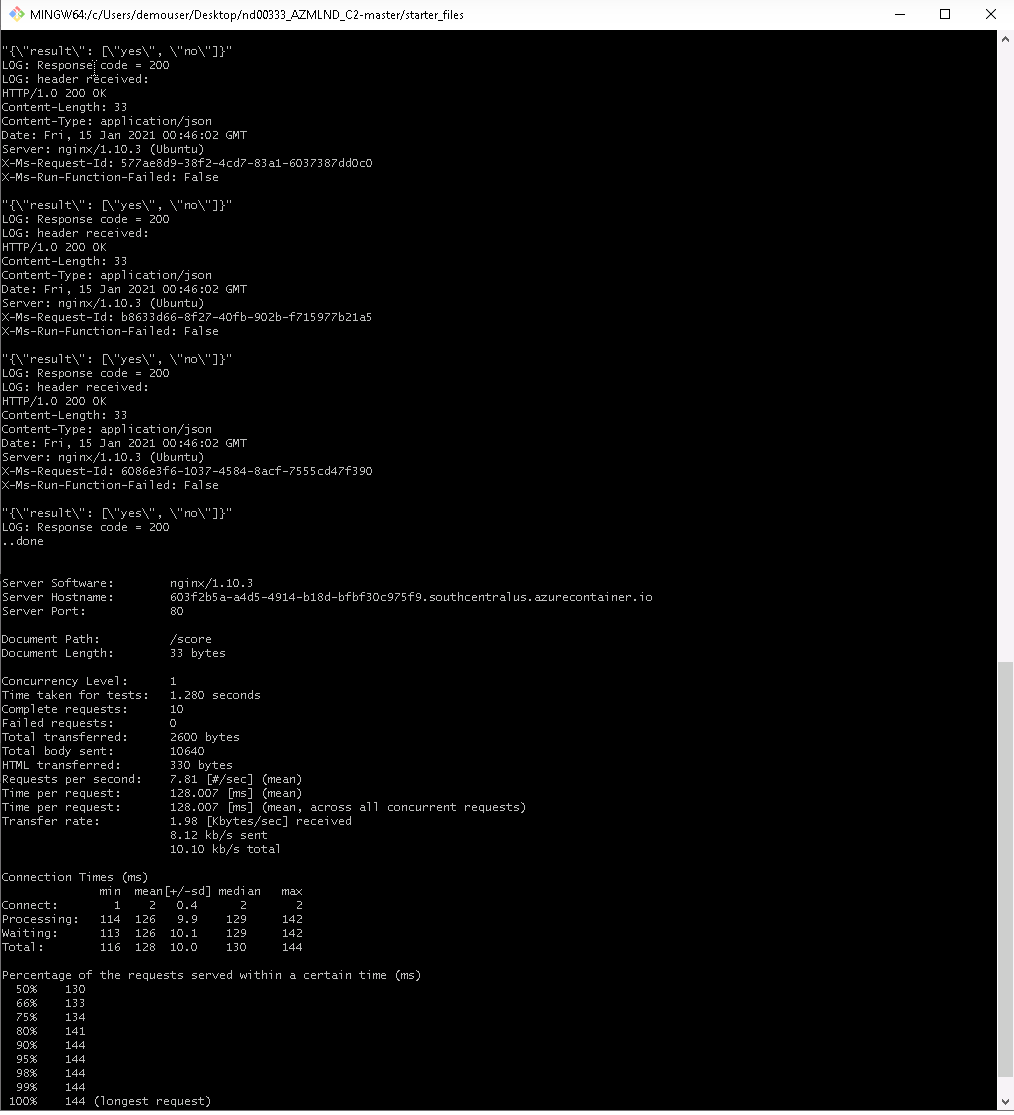 MINGW64:/c/Users/demouser/Desktop/nd00333_AZMLND_C2-master/starter_files
"{\"result\": [\"yes\", \"no\"]}"
LOG: Response code = 200
LOG: header received:
HTTP/1.0 200 OK
Content-Length: 33
Content-Type: application/json
Date: Fri, 15 Jan 2021 00:46:02 GMT
Server: nginx/1.10.3 (Ubuntu)
X-Ms-Request-Id: 577ae8d9-38f2-4cd7-83a1-6037387dd0c0
X-Ms-Run-Function-Failed: False
"{\"result\": [\"yes\", \"no\"]}"
LOG: Response code = 200
LOG: header received:
HTTP/1.0 200 OK
Content-Length: 33
Content-Type: application/json
Date: Fri, 15 Jan 2021 00:46:02 GMT
Server: nginx/1.10.3 (Ubuntu)
X-Ms-Request-Id: b8633d66-8f27-40fb-902b-f715977b21a5
X-Ms-Run-Function-Failed: False
"{\"result\": [\"yes\", \"no\"]}"
LOG: Response code = 200
LOG: header received:
HTTP/1.0 200 OK
Content-Length: 33
Content-Type: application/json
Date: Fri, 15 Jan 2021 00:46:02 GMT
Server: nginx/1.10.3 (Ubuntu)
X-Ms-Request-Id: 6086e3f6-1037-4584-8acf-7555cd47f390
X-Ms-Run-Function-Failed: False
"{\"result\": [\"yes\", \"no\"]}"
LOG: Response code = 200
..done
Server Software:        nginx/1.10.3
Server Hostname:        603f2b5a-a4d5-4914-b18d-bfbf30c975f9.southcentralus.azurecontainer.io
Server Port:            80
Document Path:          /score
Document Length:        33 bytes
Concurrency Level:      1
Time taken for tests:   1.280 seconds
Complete requests:      10
Failed requests:        0
Total transferred:      2600 bytes
Total body sent:        10640
HTML transferred:       330 bytes
Requests per second:    7.81 [#/sec] (mean)
Time per request:       128.007 [ms] (mean)
Time per request:       128.007 [ms] (mean, across all concurrent requests)
Transfer rate:          1.98 [Kbytes/sec] received
                        8.12 kb/s sent
                        10.10 kb/s total
Connection Times (ms)
              min  mean[+/-sd] median   max
Connect:        1    2   0.4      2       2
Processing:   114  126   9.9    129     142
Waiting:      113  126  10.1    129     142
Total:        116  128  10.0    130     144
Percentage of the requests served within a certain time (ms)
  50%    130
  66%    133
  75%    134
  80%    141
  90%    144
  95%    144
  98%    144
  99%    144
 100%    144 (longest request)